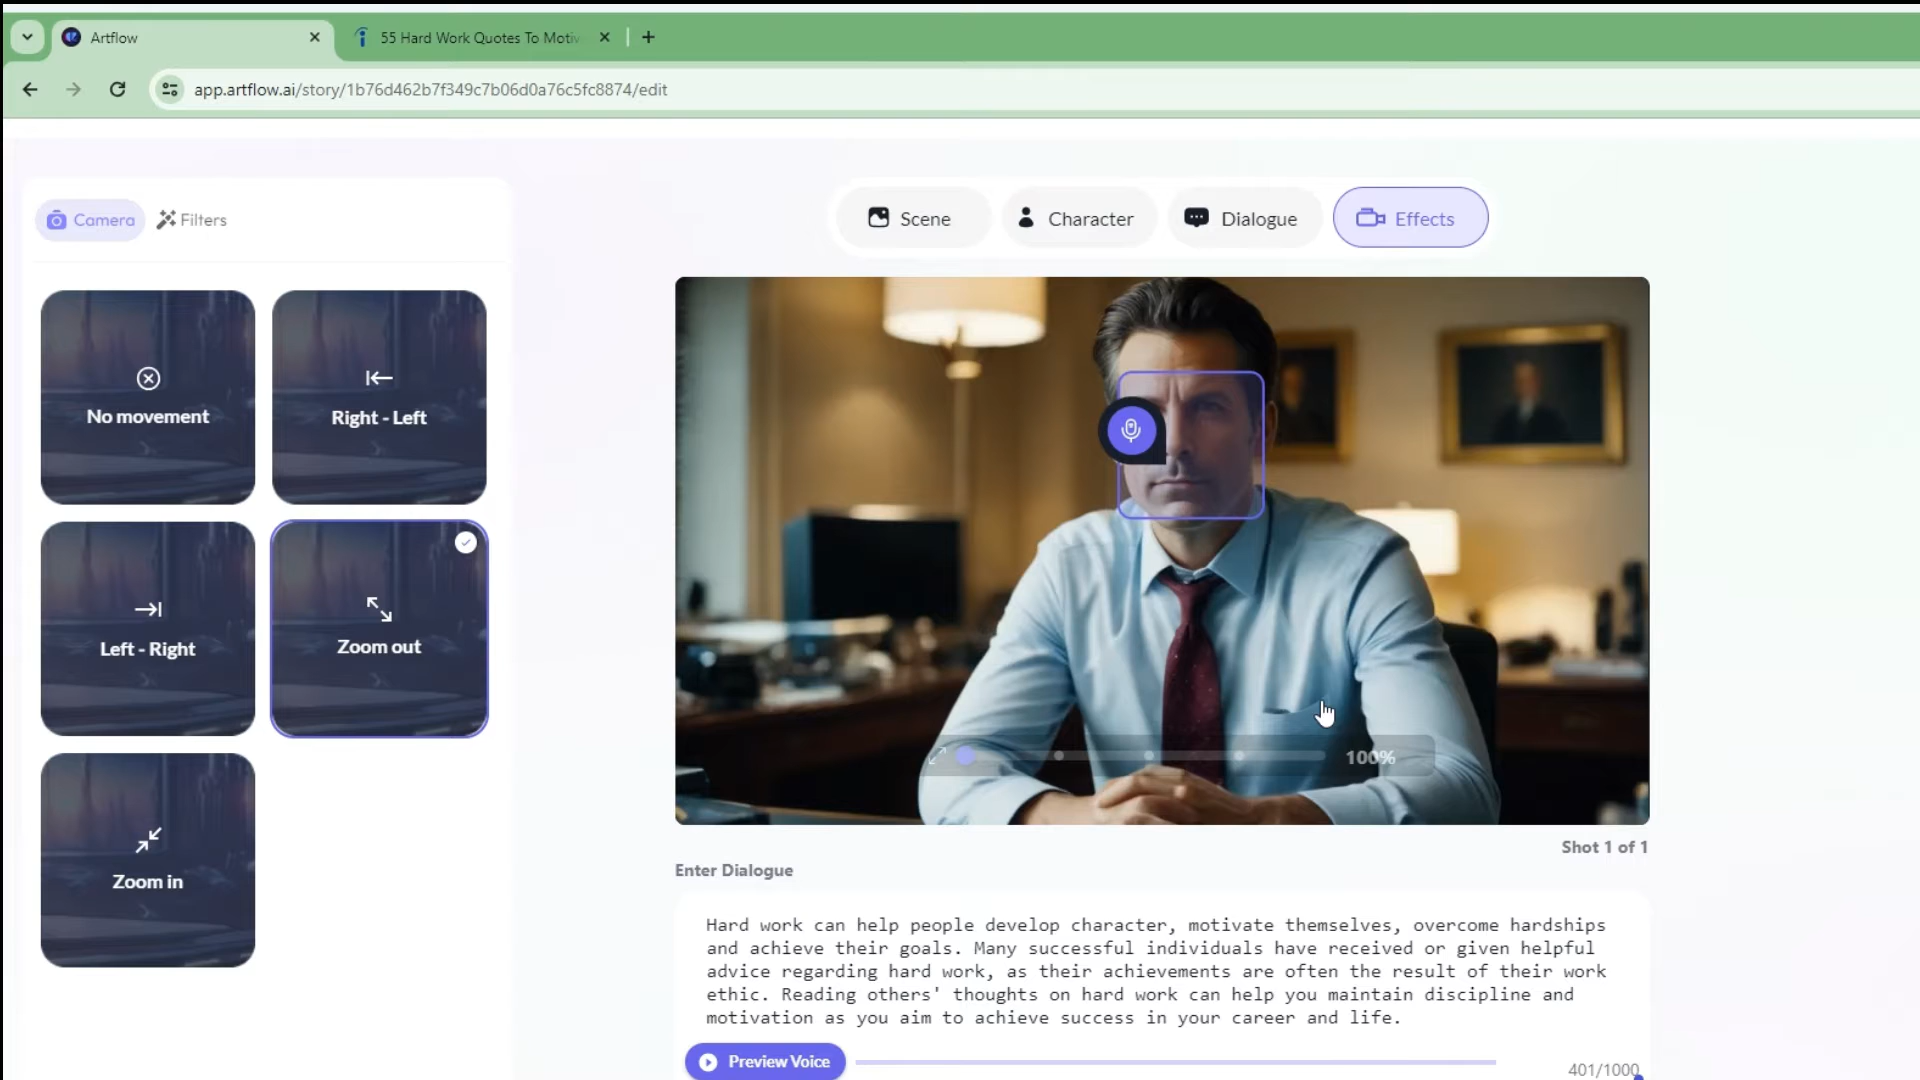 Artflow
55 Hard Work Quotes To Motiv
app.artflow.ai/story/1b76d462b7f349c7b06d0a76c5fc8874/edit
Camera
Filters
Scene
Character
Dialogue
Effects
No movement
Right - Left
Left - Right
Zoom out
Zoom in
100%
Shot 1 of 1
Enter Dialogue
Hard work can help people develop character, motivate themselves, overcome hardships
and achieve their goals. Many successful individuals have received or given helpful
advice regarding hard work, as their achievements are often the result of their work
ethic. Reading others' thoughts on hard work can help you maintain discipline and
motivation as you aim to achieve success in your career and life.
Preview Voice
401/1000